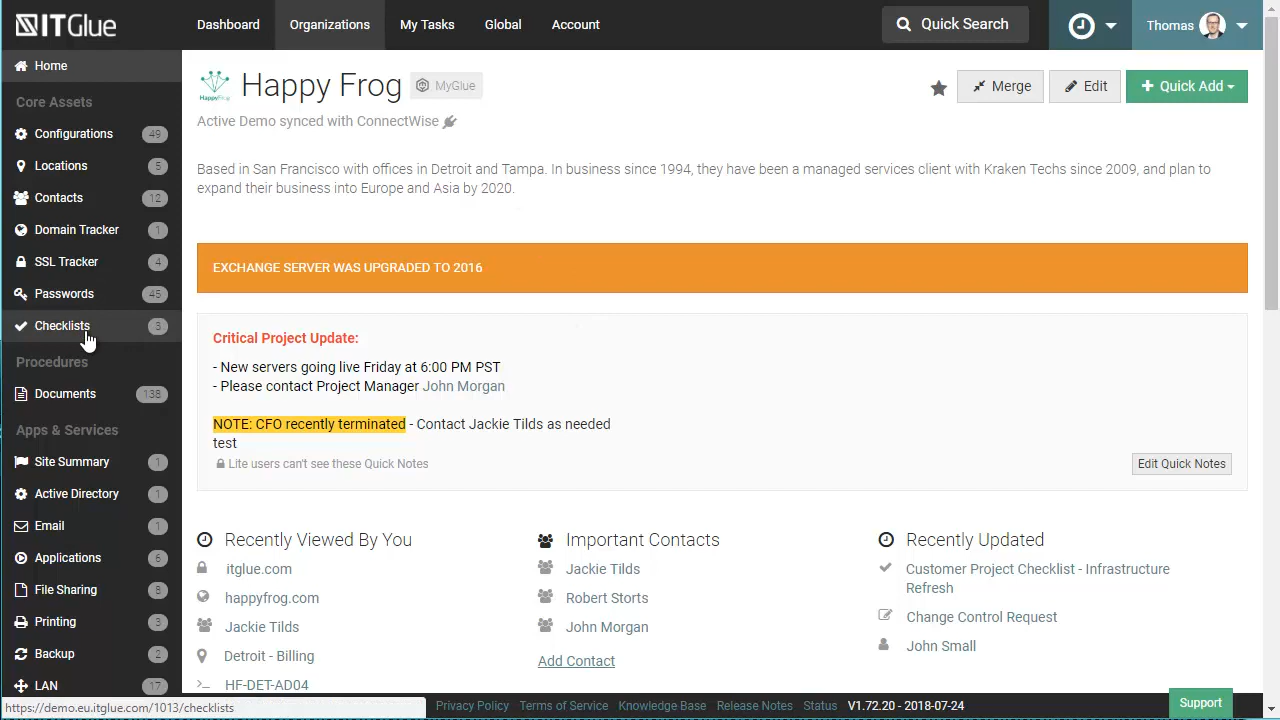 ITGlue
Dashboard
Organizations
My Tasks
Global
Account
Quick Search
Thomas
Home
Core Assets
Configurations 49
Locations 5
Contacts 12
Domain Tracker 1
SSL Tracker 4
Passwords 45
Checklists 3
Procedures
Documents 138
Apps & Services
Site Summary 1
Active Directory 1
Email 1
Applications 6
File Sharing 8
Printing 3
Backup 2
LAN 17
https://demo.eu.itglue.com/1013/checklists
HappyFrog
Happy Frog
MyGlue
Merge
Edit
Quick Add
Active Demo synced with ConnectWise
Based in San Francisco with offices in Detroit and Tampa. In business since 1994, they have been a managed services client with Kraken Techs since 2009, and plan to
expand their business into Europe and Asia by 2020.
EXCHANGE SERVER WAS UPGRADED TO 2016
Critical Project Update:
- New servers going live Friday at 6:00 PM PST
- Please contact Project Manager John Morgan
NOTE: CFO recently terminated - Contact Jackie Tilds as needed
test
Lite users can't see these Quick Notes
Edit Quick Notes
Recently Viewed By You
itglue.com
happyfrog.com
Jackie Tilds
Detroit - Billing
HF-DET-AD04
Important Contacts
Jackie Tilds
Robert Storts
John Morgan
Add Contact
Recently Updated
Customer Project Checklist - Infrastructure
Refresh
Change Control Request
John Small
Privacy Policy
Terms of Service
Knowledge Base
Release Notes
Status
V1.72.20 - 2018-07-24
Support